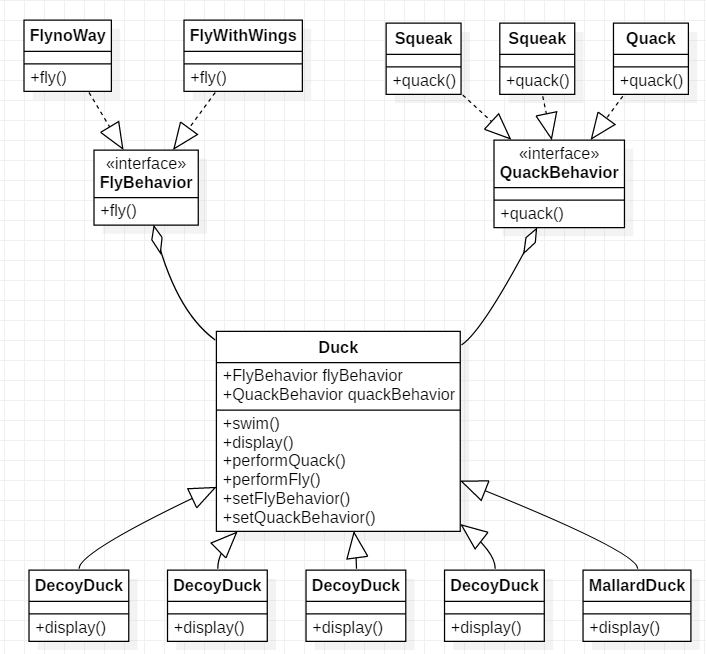 FlynoWay
+fly()
FlyWithWings
+fly()
Squeak
+quack()
Squeak
+quack()
Quack
+quack()
«interface»
FlyBehavior
+fly()
«interface»
QuackBehavior
+quack()
Duck
+FlyBehavior flyBehavior
+QuackBehavior quackBehavior
+swim()
+display()
+performQuack()
+performFly()
+setFlyBehavior()
+setQuackBehavior()
DecoyDuck
+display()
DecoyDuck
+display()
DecoyDuck
+display()
DecoyDuck
+display()
MallardDuck
+display()